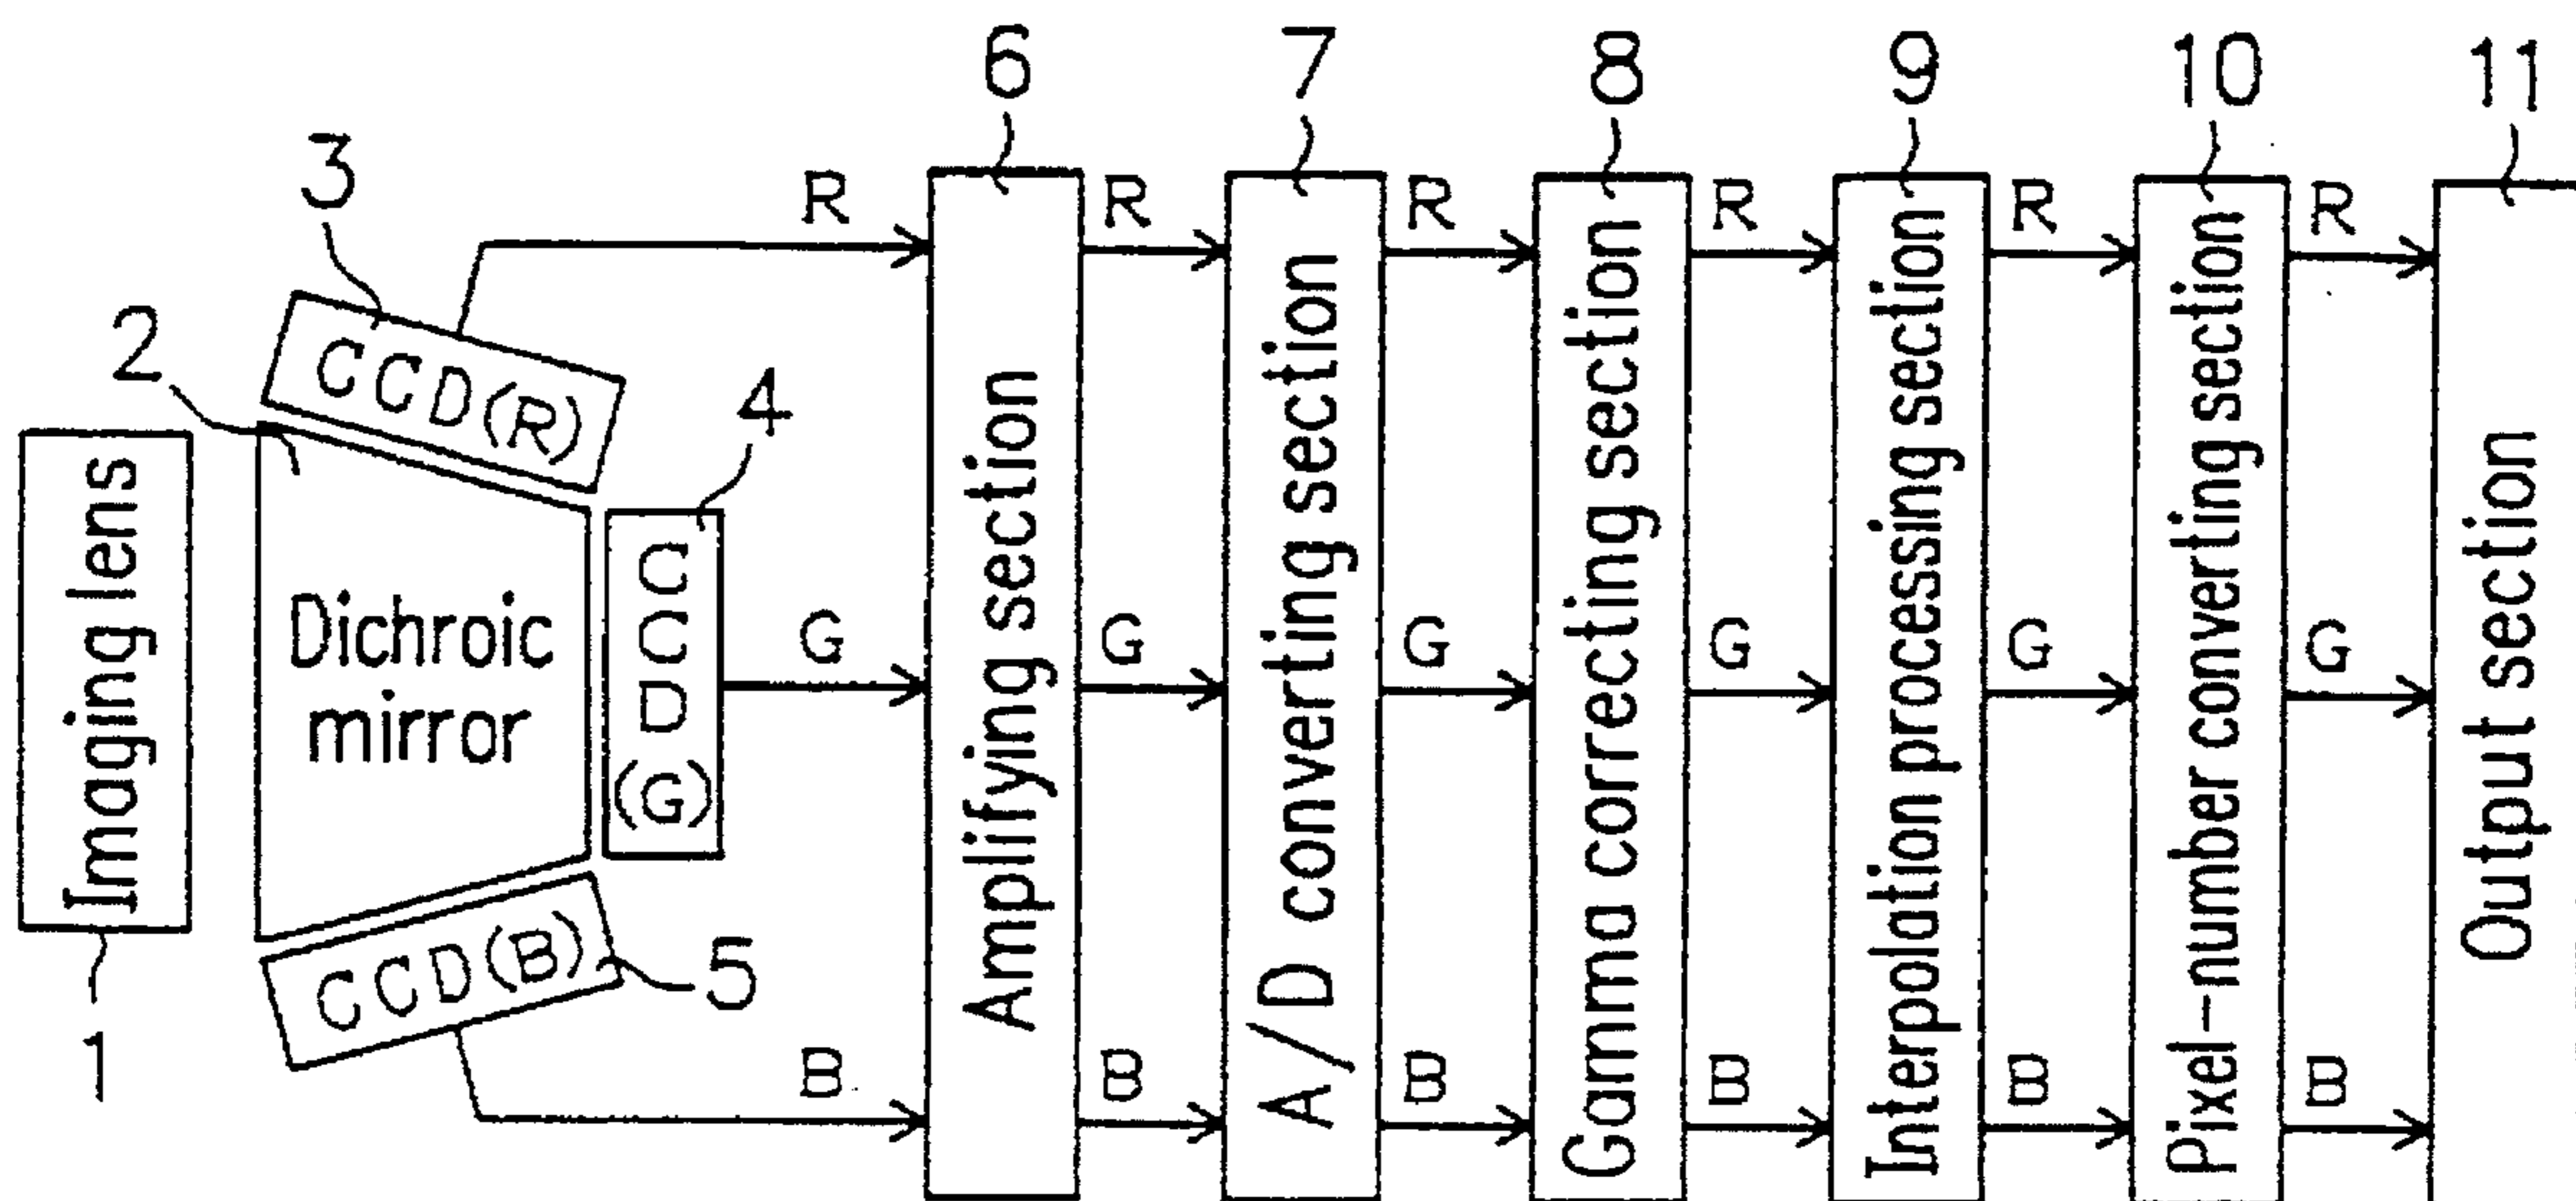 6
7
8
9
10
11
3
2
4
5
1
Imaging lens
Dichroic
mirror
CCD(R)
CCD
(G)
CCD(B)
R
G
B
Amplifying section
R
G
B
A/D converting section
R
G
B
Gamma correcting section
R
G
B
Interpolation processing section
R
G
B
Pixel-number converting section
R
G
B
Output section